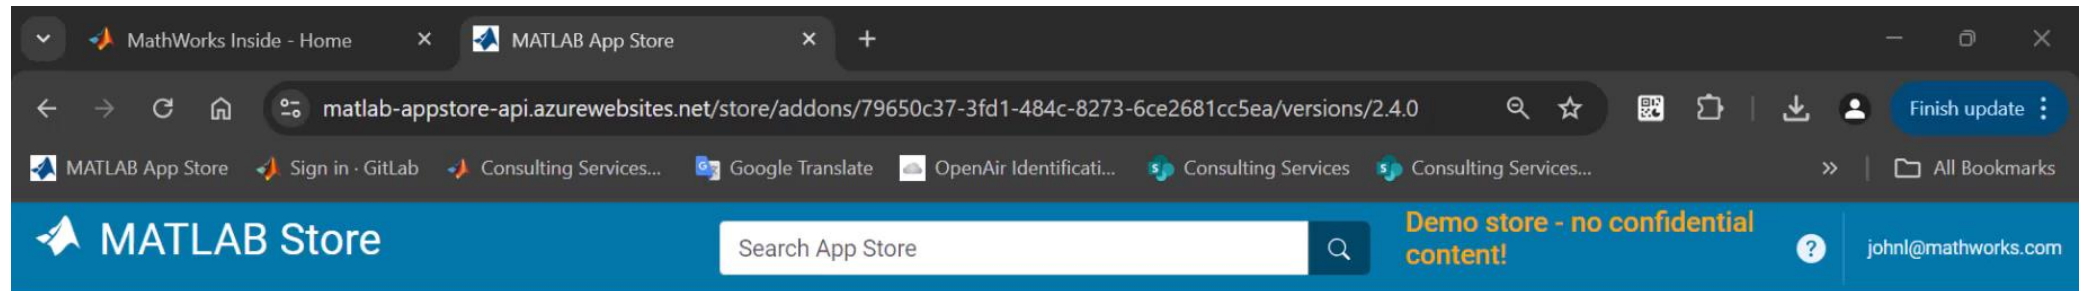 MathWorks Inside - Home
MATLAB App Store
matlab-appstore-api.azurewebsites.net/store/addons/79650c37-3fd1-484c-8273-6ce2681cc5ea/versions/2.4.0
Finish update
MATLAB App Store
Sign in · GitLab
Consulting Services...
Google Translate
OpenAir Identificati...
Consulting Services
Consulting Services...
All Bookmarks
MATLAB Store
Search App Store
Demo store - no confidential
content!
johnl@mathworks.com